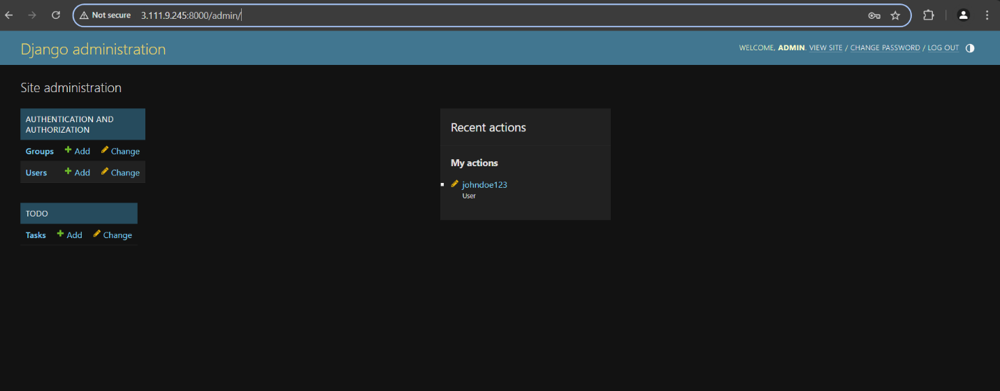 Not secure 3.111.9.245:8000/admin/
Django administration
WELCOME, ADMIN. VIEW SITE / CHANGE PASSWORD / LOG OUT
Site administration
AUTHENTICATION AND
AUTHORIZATION
Groups Add Change
Users Add Change
TODO
Tasks Add Change
Recent actions
My actions
johndoe123
User